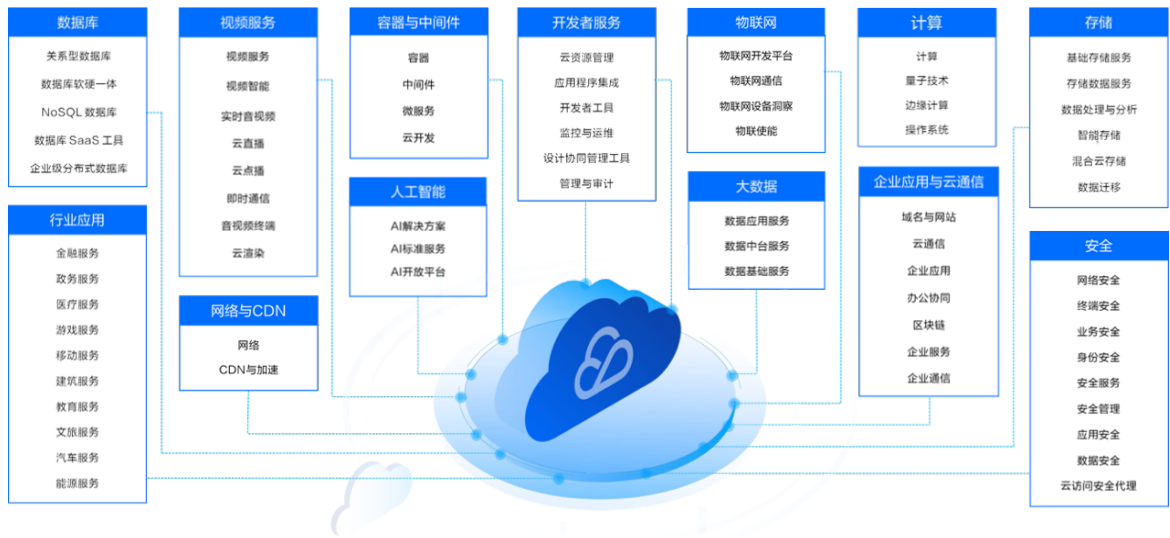 数据库
关系型数据库
数据库软硬一体
NoSQL 数据库
数据库 SaaS 工具
企业级分布式数据库
行业应用
金融服务
政务服务
医疗服务
游戏服务
移动服务
建筑服务
教育服务
文旅服务
汽车服务
能源服务
视频服务
视频服务
视频智能
实时音视频
云直播
云点播
即时通信
音视频终端
云渲染
网络与CDN
网络
CDN与加速
容器与中间件
容器
中间件
微服务
云开发
人工智能
AI解决方案
AI标准服务
AI开放平台
开发者服务
云资源管理
应用程序集成
开发者工具
监控与运维
设计协同管理工具
管理与审计
物联网
物联网开发平台
物联网通信
物联网设备洞察
物联使能
大数据
数据应用服务
数据中台服务
数据基础服务
计算
计算
量子技术
边缘计算
操作系统
企业应用与云通信
域名与网站
云通信
企业应用
办公协同
区块链
企业服务
企业通信
存储
基础存储服务
存储数据服务
数据处理与分析
智能存储
混合云存储
数据迁移
安全
网络安全
终端安全
业务安全
身份安全
安全服务
安全管理
应用安全
数据安全
云访问安全代理